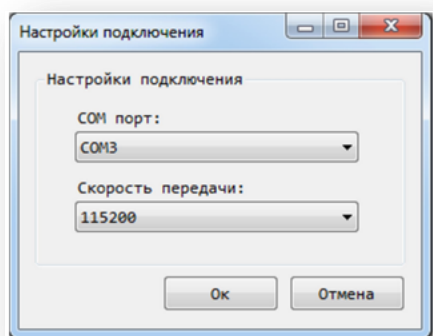 Настройки подключения
Настройки подключения
COM порт:
COM3
Скорость передачи:
115200
Ок
Отмена